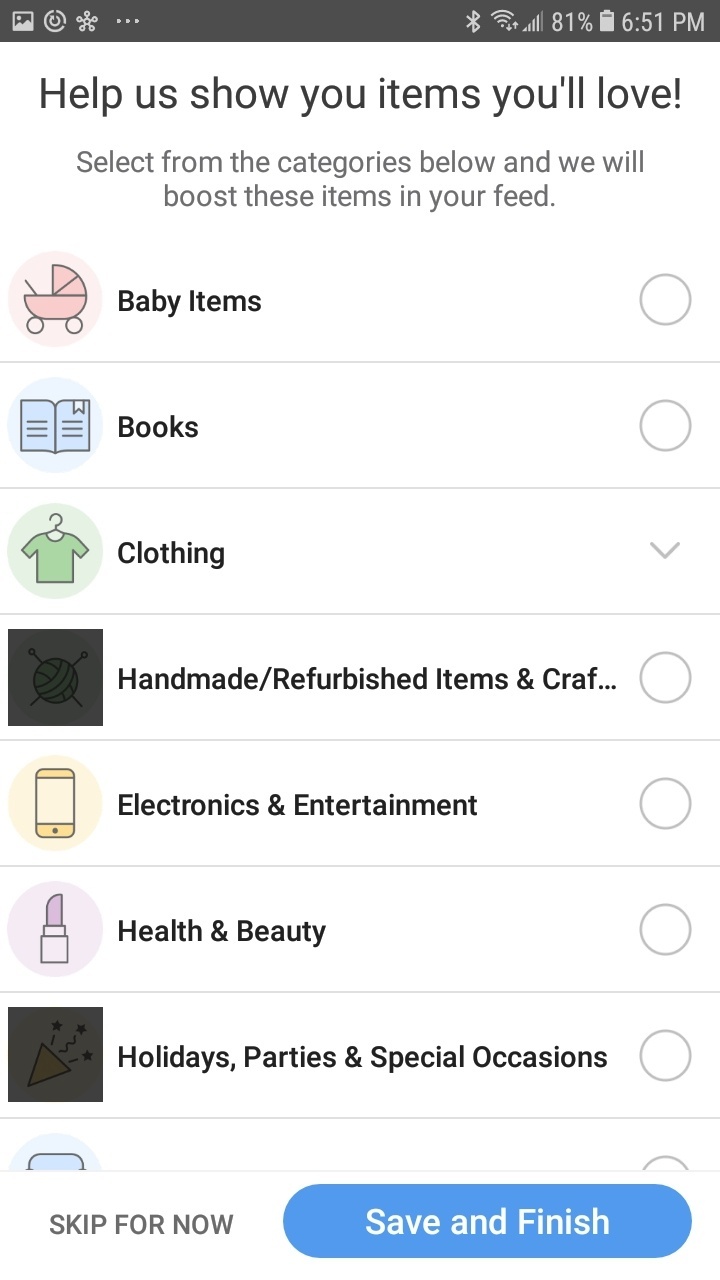 81% 6:51 PM
Help us show you items you'll love!
Select from the categories below and we will
boost these items in your feed.
Baby Items
Books
Clothing
Handmade/Refurbished Items & Craf...
Electronics & Entertainment
Health & Beauty
Holidays, Parties & Special Occasions
SKIP FOR NOW
Save and Finish